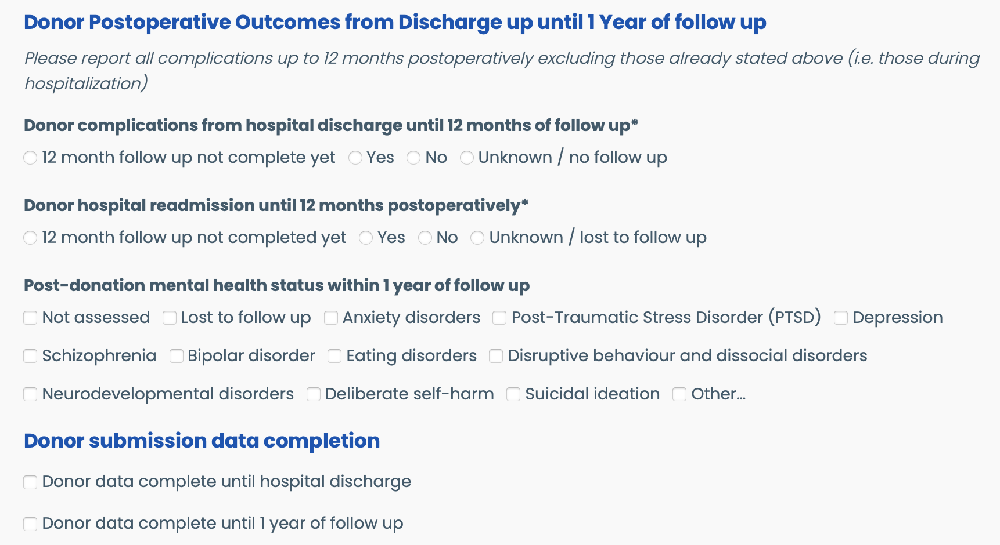 Donor Postoperative Outcomes from Discharge up until 1 Year of follow up
Please report all complications up to 12 months postoperatively excluding those already stated above (i.e. those during
hospitalization)
Donor complications from hospital discharge until 12 months of follow up*
12 month follow up not complete yet Yes No Unknown / no follow up
Donor hospital readmission until 12 months postoperatively*
12 month follow up not completed yet Yes No Unknown / lost to follow up
Post-donation mental health status within 1 year of follow up
Not assessed Lost to follow up Anxiety disorders Post-Traumatic Stress Disorder (PTSD) Depression
Schizophrenia Bipolar disorder Eating disorders Disruptive behaviour and dissocial disorders
Neurodevelopmental disorders Deliberate self-harm Suicidal ideation Other...
Donor submission data completion
Donor data complete until hospital discharge
Donor data complete until 1 year of follow up